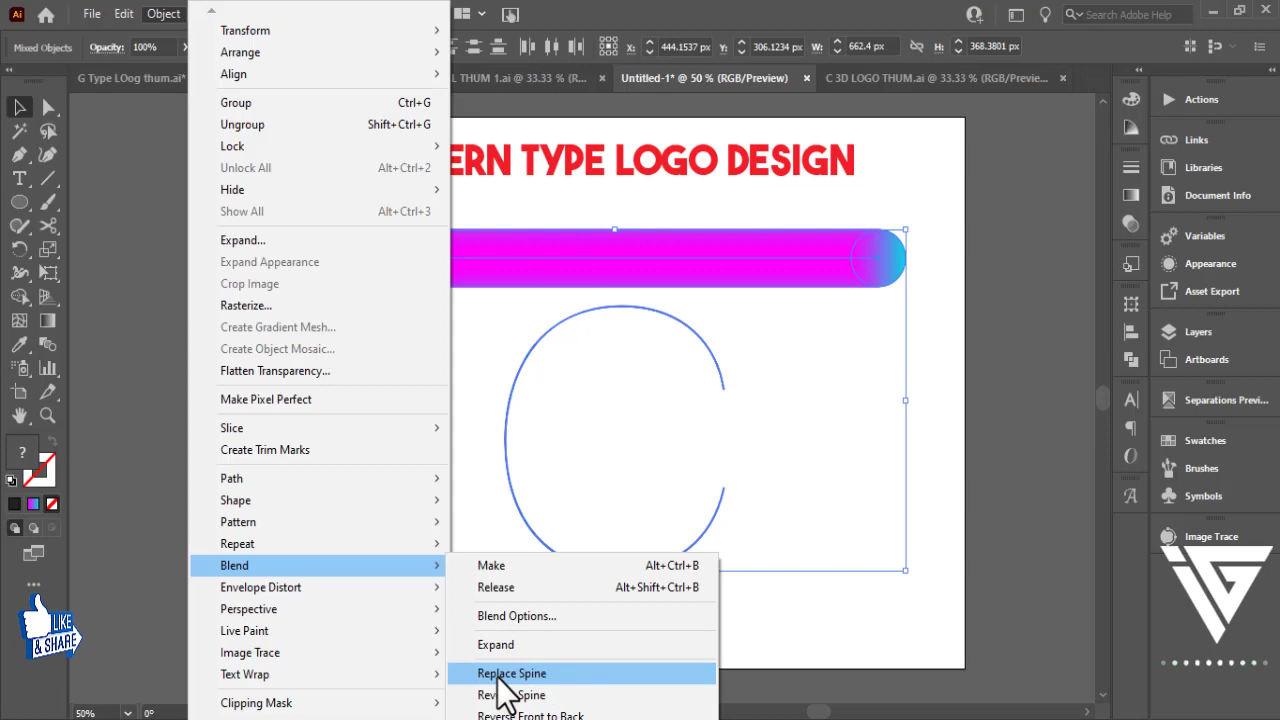 Ai
File
Edit
Object
Search Adobe Help
Mixed Objects
Opacity: 100%
X: 444.1537 px
Y: 306.1234 px
W: 662.4 px
H: 368.3801 px
G Type LOog thum.ai*
L THUM 1.ai @ 33.33 % (R...
Untitled-1* @ 50 % (RGB/Preview)
C 3D LOGO THUM.ai @ 33.33 % (RGB/Previe...
Transform
Arrange
Align
Group Ctrl+G
Ungroup Shift+Ctrl+G
Lock
Unlock All Alt+Ctrl+2
Hide
Show All Alt+Ctrl+3
Expand...
Expand Appearance
Crop Image
Rasterize...
Create Gradient Mesh...
Create Object Mosaic...
Flatten Transparency...
Make Pixel Perfect
Slice
Create Trim Marks
Path
Shape
Pattern
Repeat
Blend
Envelope Distort
Perspective
Live Paint
Image Trace
Text Wrap
Clipping Mask
Make Alt+Ctrl+B
Release Alt+Shift+Ctrl+B
Blend Options...
Expand
Replace Spine
Reverse Front to Back
ERN TYPE LOGO DESIGN
Actions
Links
Libraries
Document Info
Variables
Appearance
Asset Export
Layers
Artboards
Separations Previ...
Swatches
Brushes
Symbols
Image Trace
?
LIKE
& SHARE
VG
50%
0°